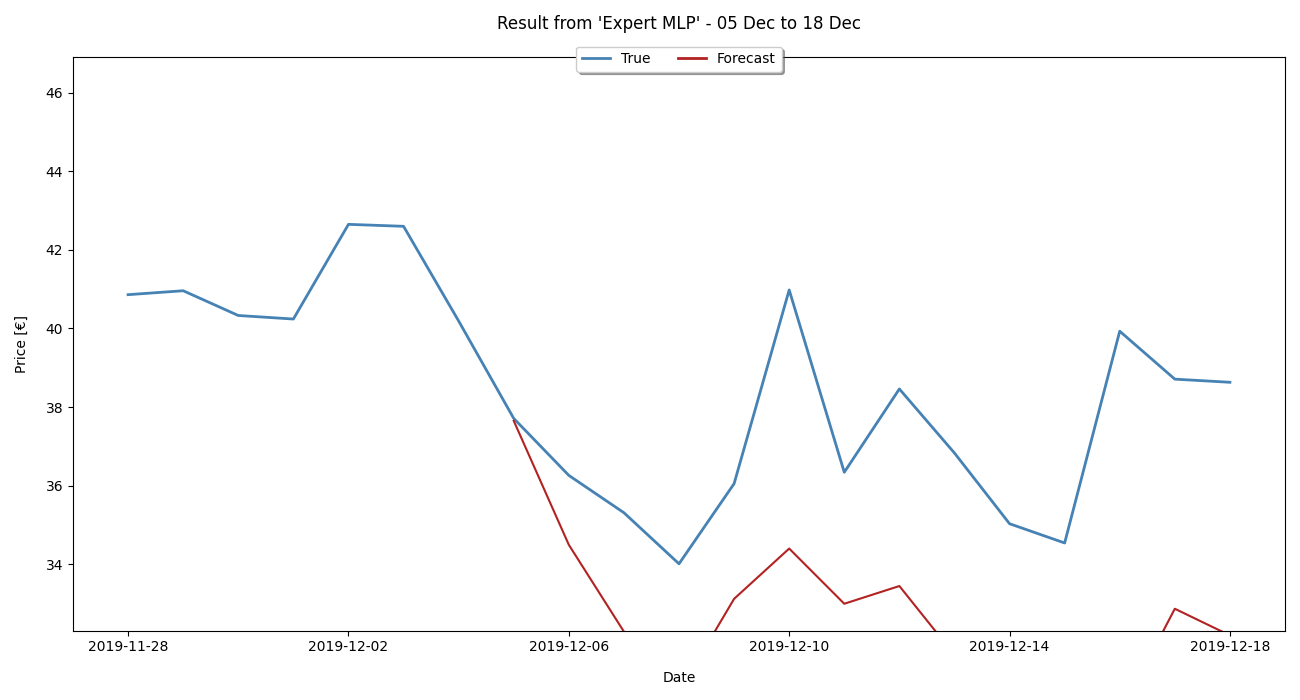 Result from 'Expert MLP' - 05 Dec to 18 Dec
True Forecast
46
44
42
40
38
36
34
Price [€]
2019-11-28 2019-12-02 2019-12-06 2019-12-10 2019-12-14 2019-12-18
Date